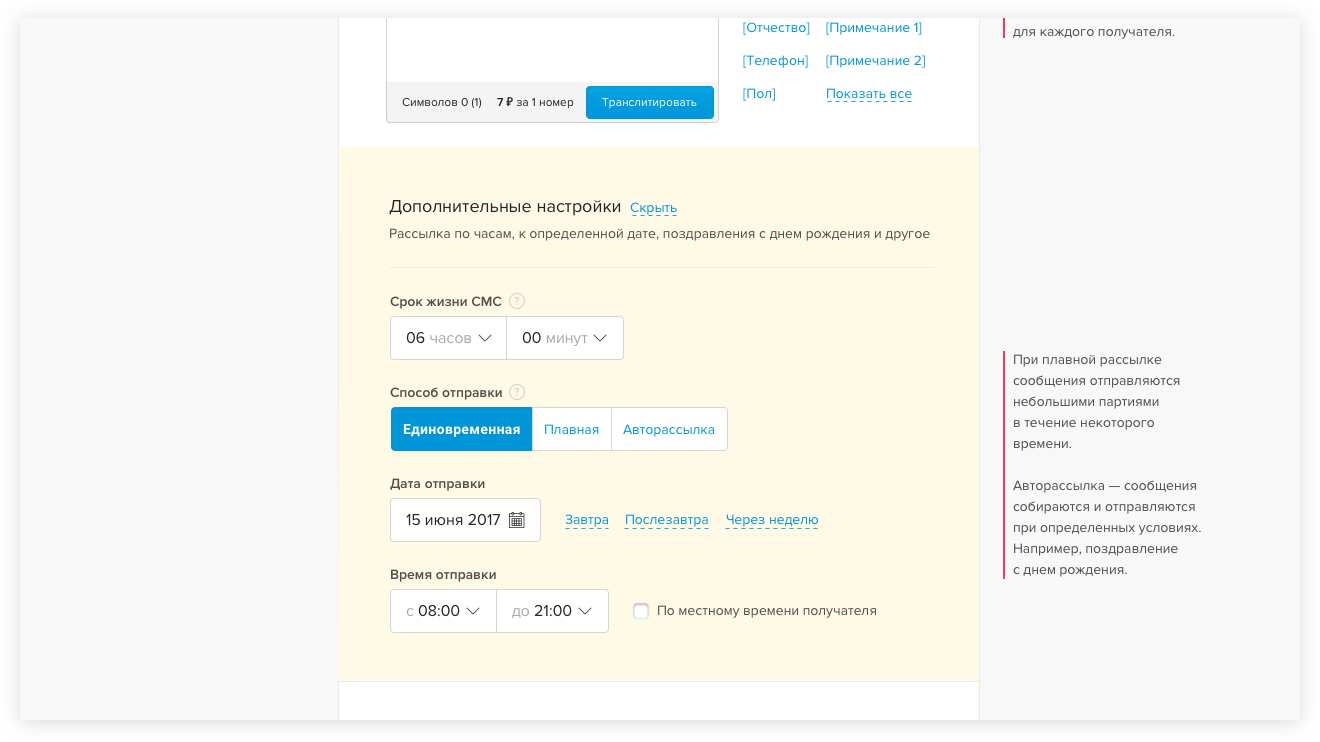 [Отчество] [Примечание 1]
для каждого получателя.
[Телефон] [Примечание 2]
[Пол] Показать все
Символов 0 (1) 7 ₽ за 1 номер Транслитировать
Дополнительные настройки Скрыть
Рассылка по часам, к определенной дате, поздравления с днем рождения и другое
Срок жизни СМС ?
06 часов 00 минут
Способ отправки ?
Единовременная Плавная Авторассылка
Дата отправки
15 июня 2017 Завтра Послезавтра Через неделю
Время отправки
с 08:00 до 21:00 По местному времени получателя
При плавной рассылке
сообщения отправляются
небольшими партиями
в течение некоторого
времени.
Авторассылка — сообщения
собираются и отправляются
при определенных условиях.
Например, поздравление
с днем рождения.